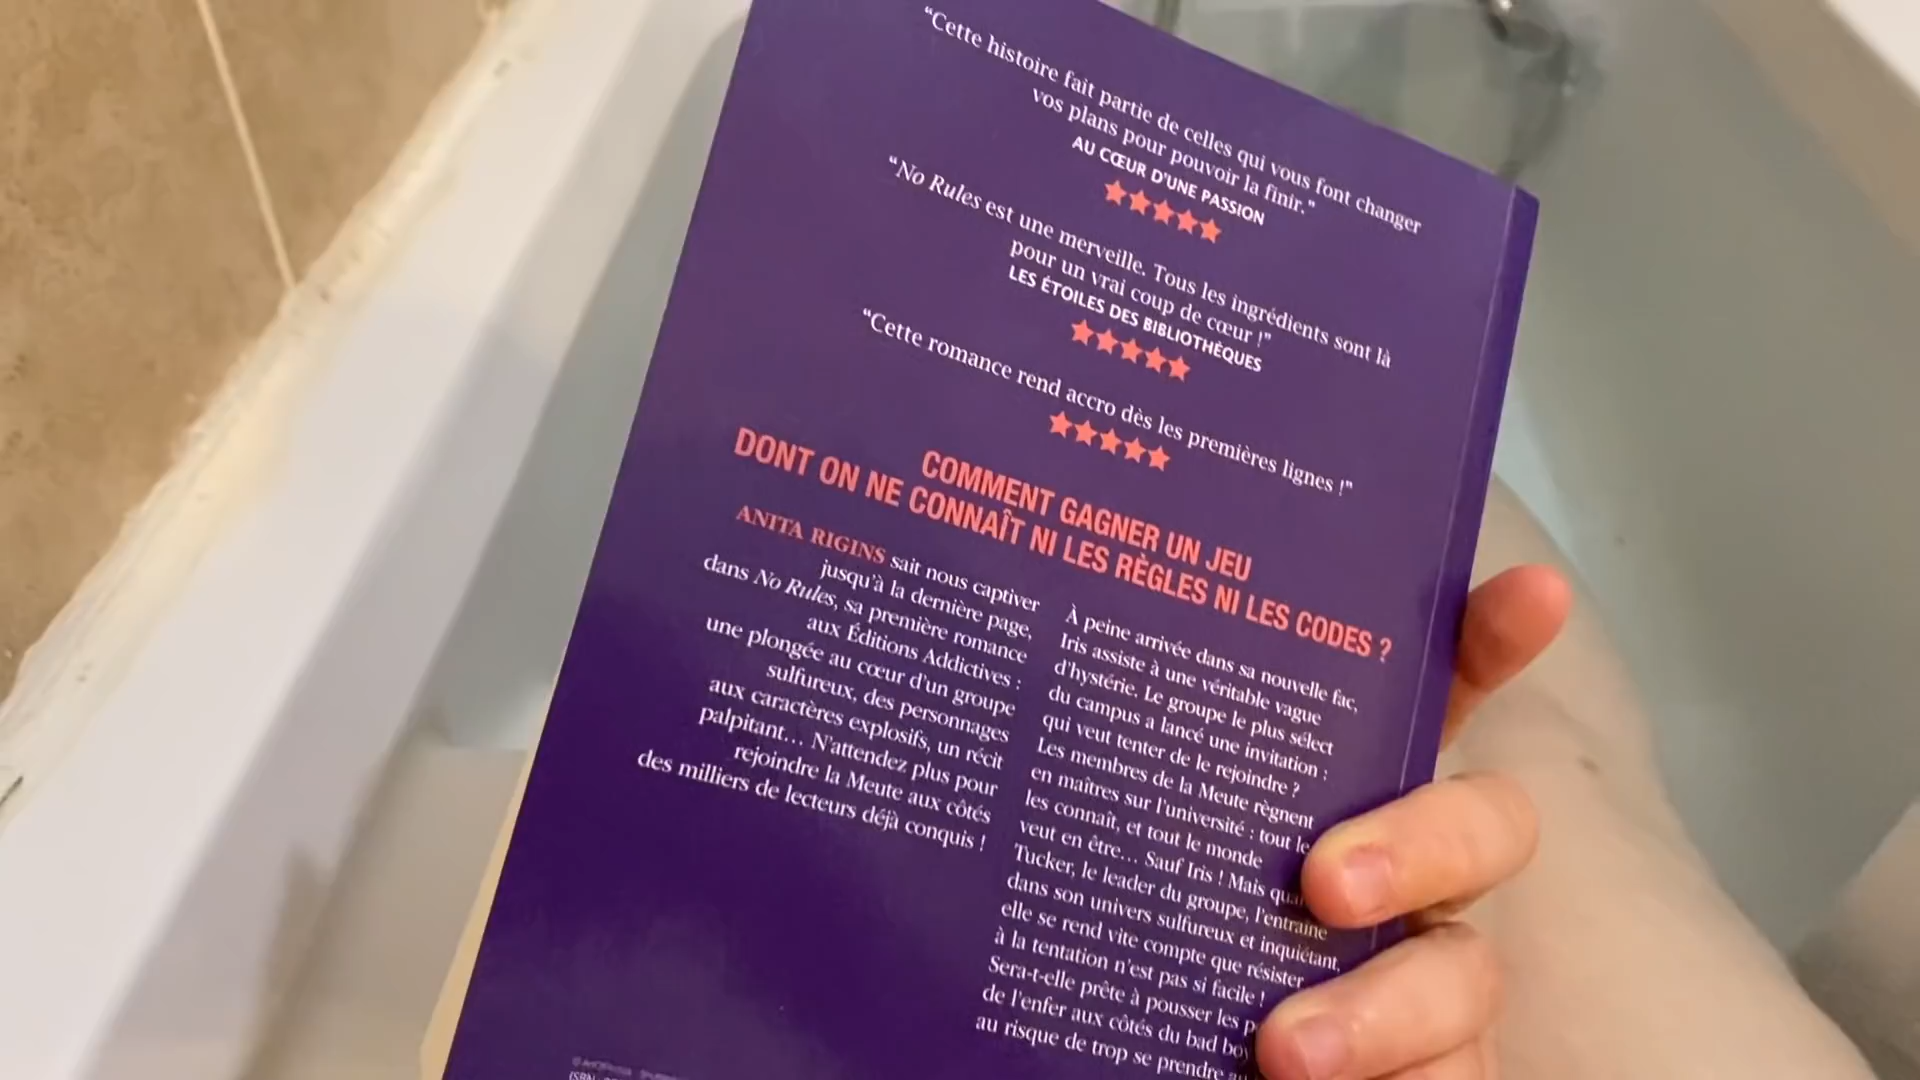 “Cette histoire fait partie de celles qui vous font changer
vos plans pour pouvoir la finir.”
AU CŒUR D'UNE PASSION
“No Rules est une merveille. Tous les ingrédients sont là
pour un vrai coup de cœur !”
LES ÉTOILES DES BIBLIOTHÈQUES
“Cette romance rend accro dès les premières lignes !”
COMMENT GAGNER UN JEU
DONT ON NE CONNAÎT NI LES RÈGLES NI LES CODES ?
ANITA RIGINS sait nous captiver
jusqu'à la dernière page,
dans No Rules, sa première romance
aux Éditions Addictives :
une plongée au cœur d'un groupe
sulfureux, des personnages
aux caractères explosifs, un récit
palpitant… N'attendez plus pour
rejoindre la Meute aux côtés
des milliers de lecteurs déjà conquis !
À peine arrivée dans sa nouvelle fac,
Iris assiste à une véritable vague
d'hystérie. Le groupe le plus sélect
du campus a lancé une invitation :
qui veut tenter de le rejoindre ?
Les membres de la Meute règnent
en maîtres sur l'université : tout le
les connaît, et tout le monde
veut en être… Sauf Iris ! Mais
Tucker, le leader du groupe, l'entraîne
dans son univers sulfureux et inquiétant,
elle se rend vite compte que résister
à la tentation n'est pas si facile !
Sera-t-elle prête à pousser les
de l'enfer aux côtés du bad boy
au risque de trop se prendre